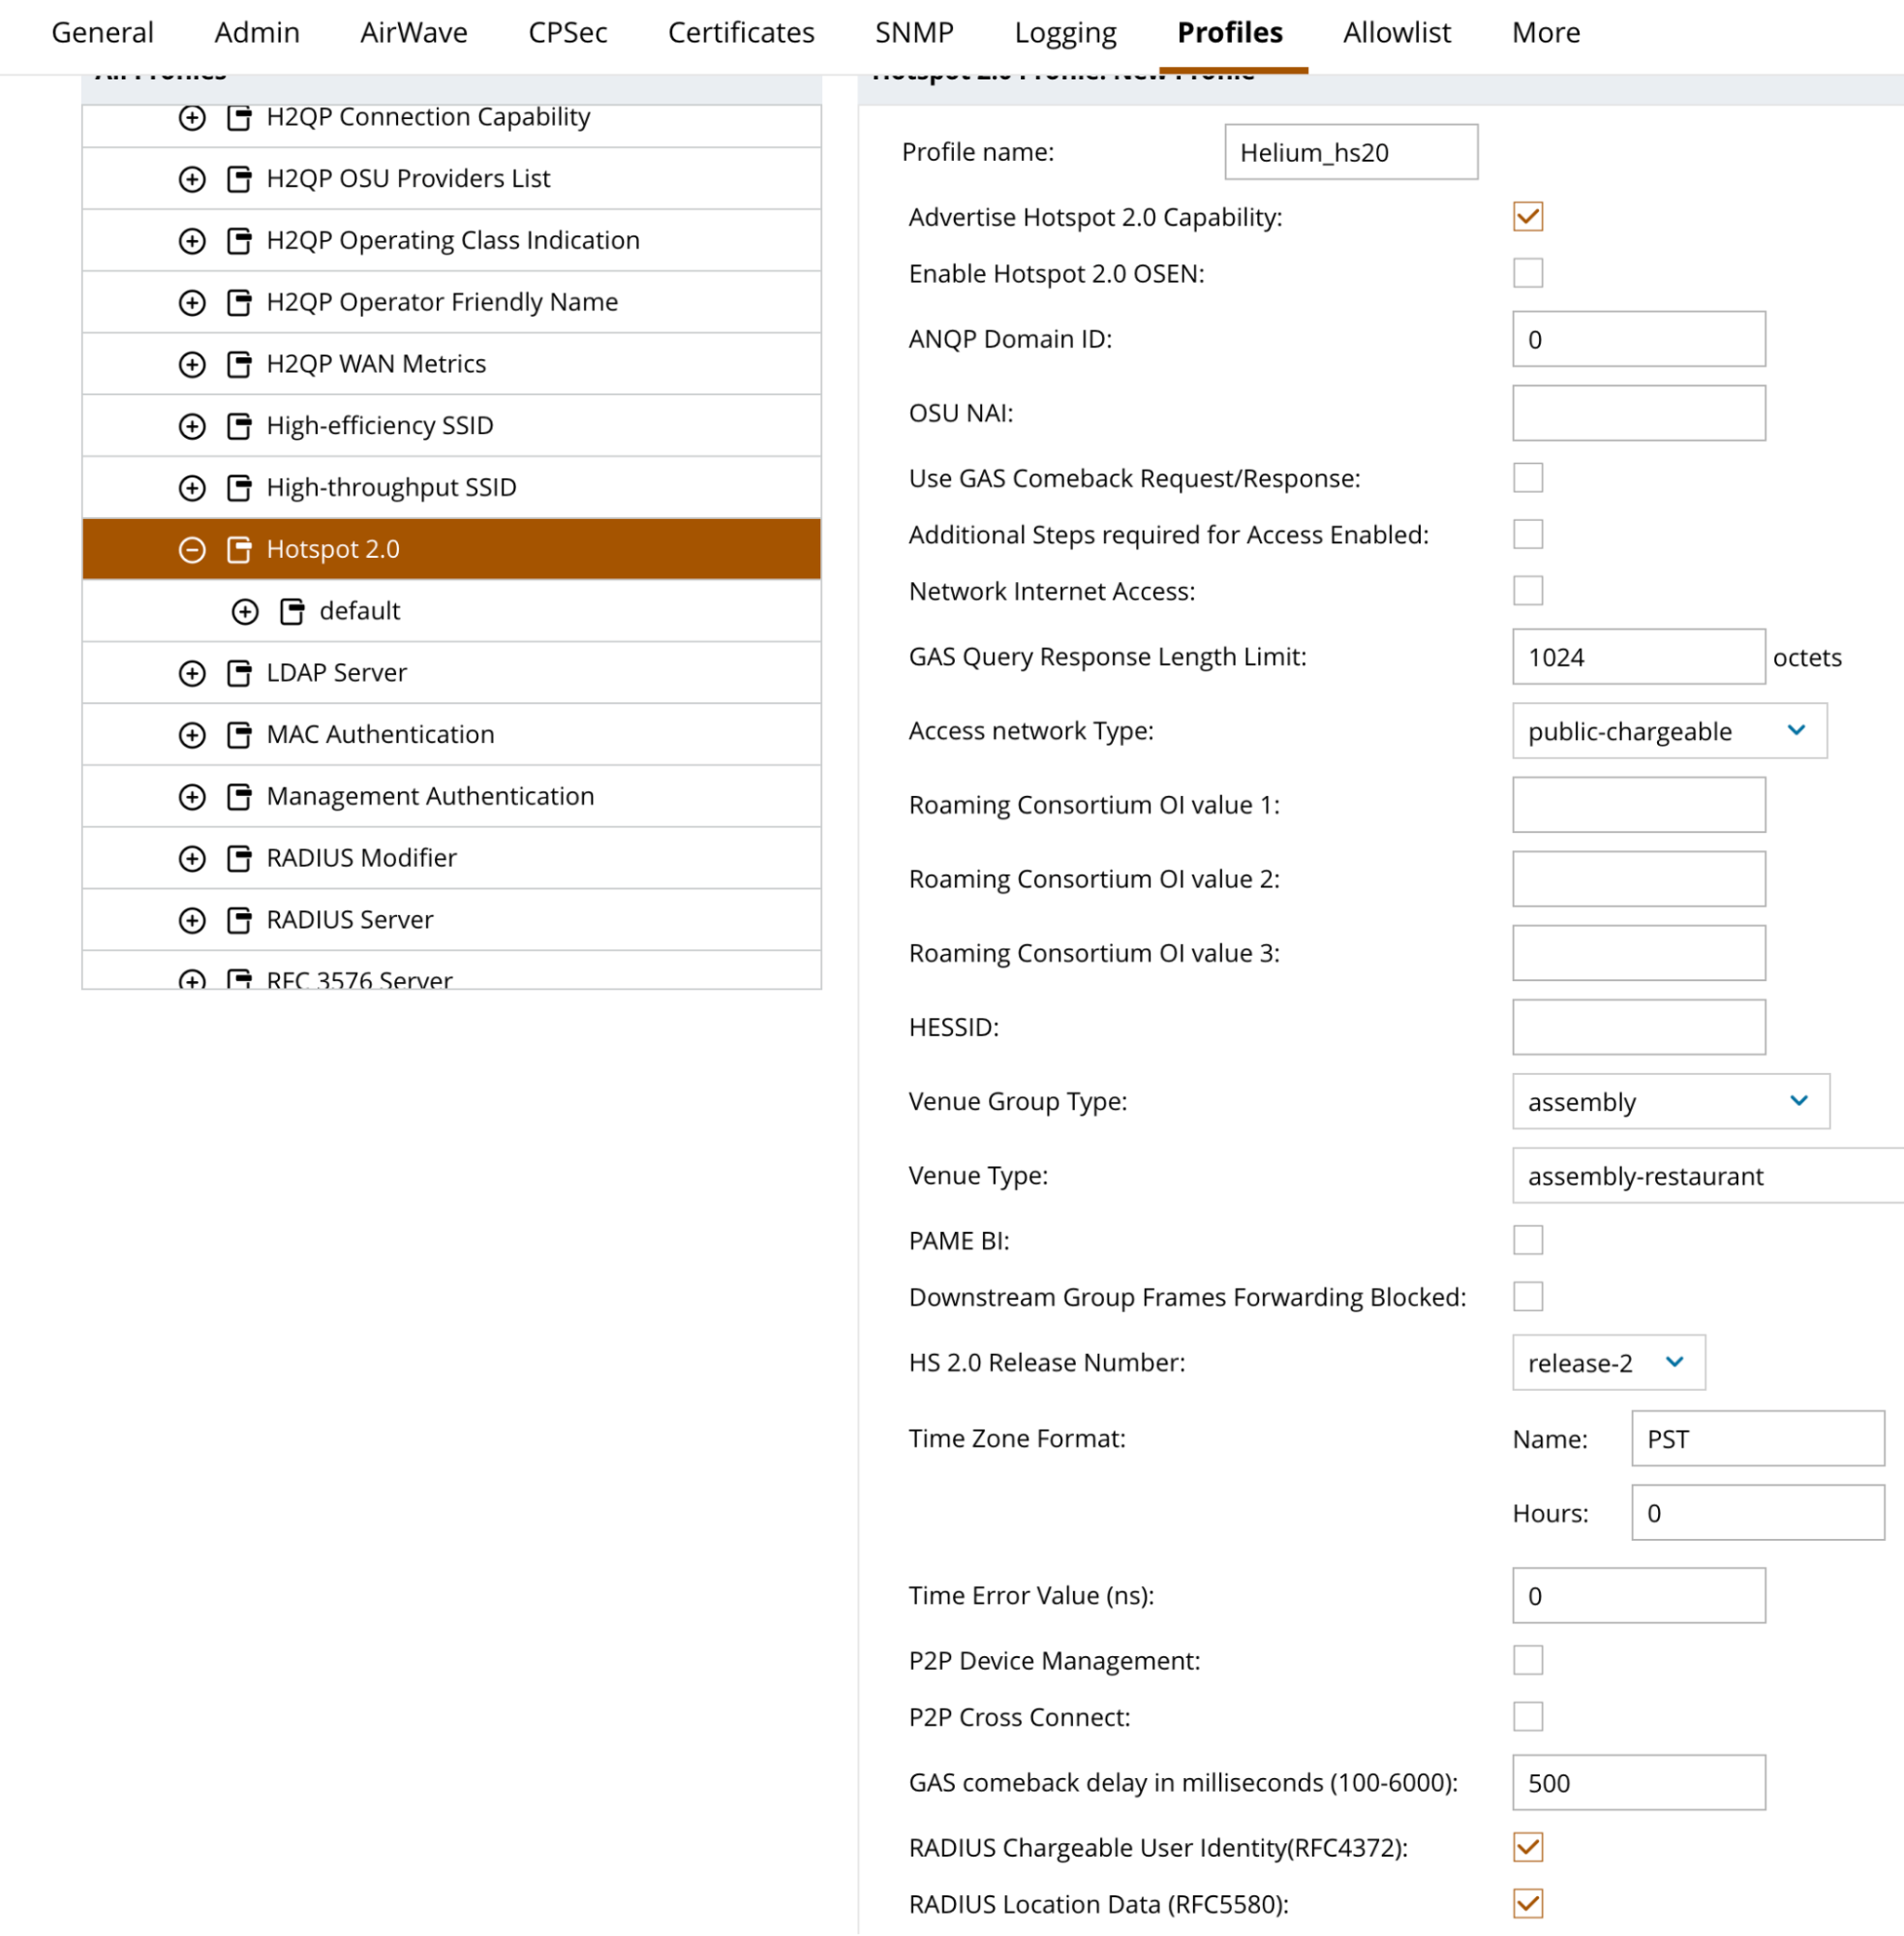 General Admin AirWave CPSec Certificates SNMP Logging Profiles Allowlist More
All Profiles
Hotspot 2.0 Profile: New Profile
H2QP Connection Capability
H2QP OSU Providers List
H2QP Operating Class Indication
H2QP Operator Friendly Name
H2QP WAN Metrics
High-efficiency SSID
High-throughput SSID
Hotspot 2.0
default
LDAP Server
MAC Authentication
Management Authentication
RADIUS Modifier
RADIUS Server
RFC 3576 Server
Profile name: Helium_hs20
Advertise Hotspot 2.0 Capability:
Enable Hotspot 2.0 OSEN:
ANQP Domain ID: 0
OSU NAI:
Use GAS Comeback Request/Response:
Additional Steps required for Access Enabled:
Network Internet Access:
GAS Query Response Length Limit: 1024 octets
Access network Type: public-chargeable
Roaming Consortium OI value 1:
Roaming Consortium OI value 2:
Roaming Consortium OI value 3:
HESSID:
Venue Group Type: assembly
Venue Type: assembly-restaurant
PAME BI:
Downstream Group Frames Forwarding Blocked:
HS 2.0 Release Number: release-2
Time Zone Format: Name: PST
Hours: 0
Time Error Value (ns): 0
P2P Device Management:
P2P Cross Connect:
GAS comeback delay in milliseconds (100-6000): 500
RADIUS Chargeable User Identity(RFC4372):
RADIUS Location Data (RFC5580):